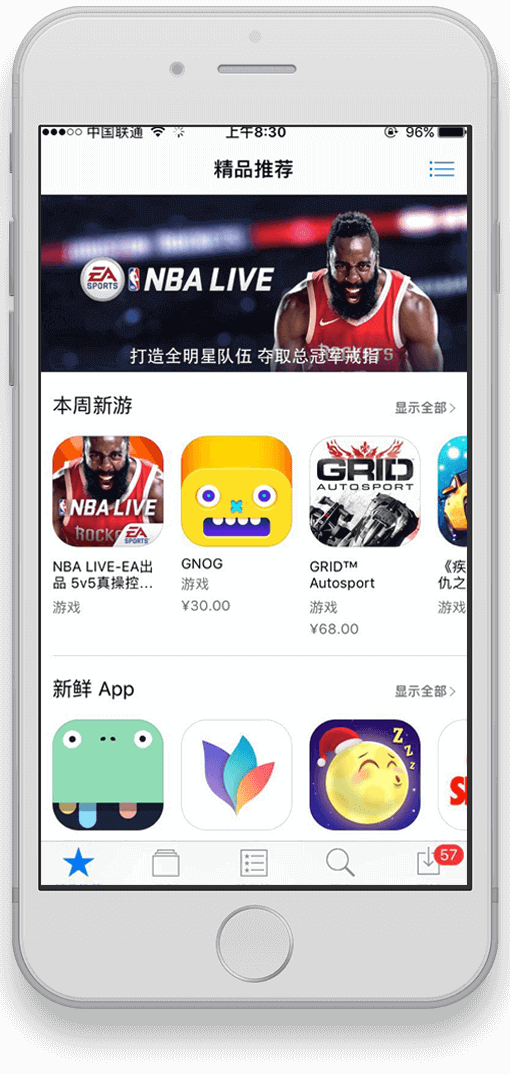 中国联通 上午8:30 96%
精品推荐
EA SPORTS NBA LIVE
打造全明星队伍 夺取总冠军戒指
ROCKETS
本周新游 显示全部
NBA LIVE
ROCK
EA SPORTS
GRID
AUTOSPORT
NBA LIVE-EA出
品 5v5真操控...
游戏
GNOG
游戏
¥30.00
GRID™
Autosport
游戏
¥68.00
《疾
仇之
游戏
新鲜 App 显示全部
Z
Z
Z
57